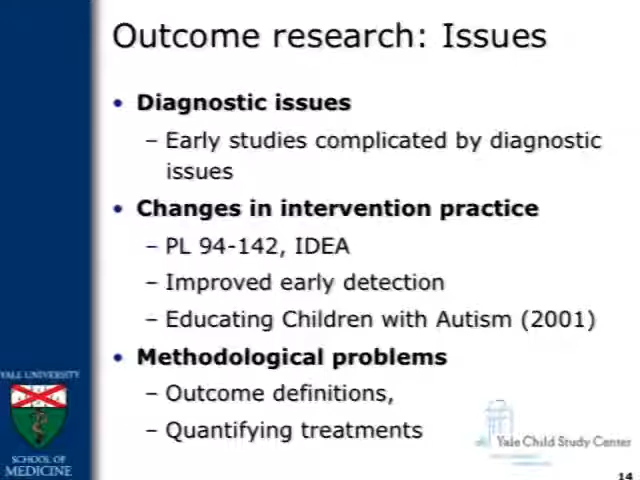 Outcome research: Issues
• Diagnostic issues
– Early studies complicated by diagnostic
issues
• Changes in intervention practice
– PL 94-142, IDEA
– Improved early detection
– Educating Children with Autism (2001)
• Methodological problems
– Outcome definitions,
– Quantifying treatments
YALE UNIVERSITY
SCHOOL OF
MEDICINE
Yale Child Study Center
14